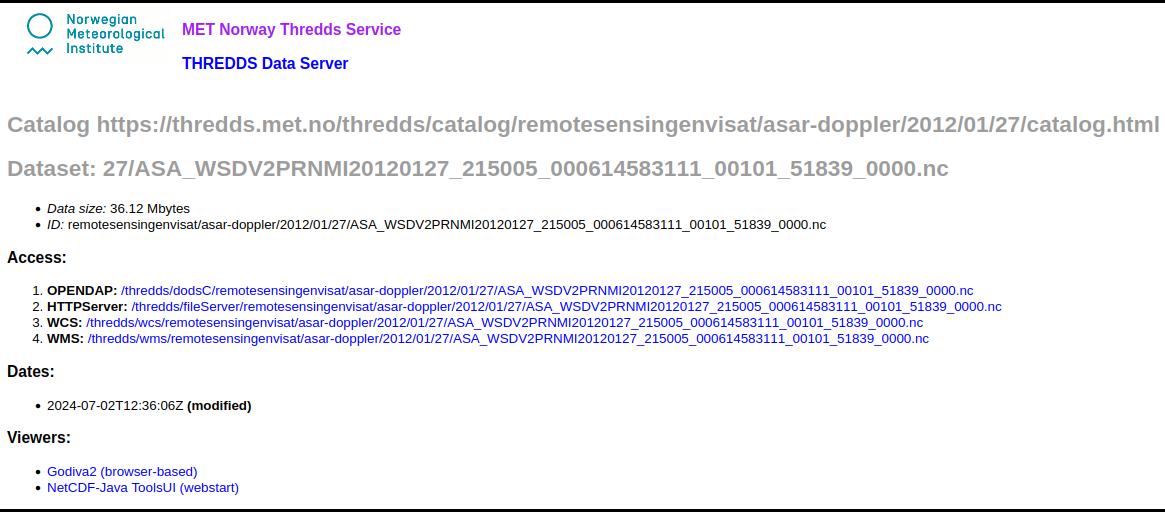 Norwegian
Meteorological
Institute
MET Norway Thredds Service
THREDDS Data Server
Catalog https://thredds.met.no/thredds/catalog/remotesensingenvisat/asar-doppler/2012/01/27/catalog.html
Dataset: 27/ASA_WSDV2PRNMI20120127_215005_000614583111_00101_51839_0000.nc
• Data size: 36.12 Mbytes
• ID: remotesensingenvisat/asar-doppler/2012/01/27/ASA_WSDV2PRNMI20120127_215005_000614583111_00101_51839_0000.nc
Access:
1. OPENDAP: /thredds/dodsC/remotesensingenvisat/asar-doppler/2012/01/27/ASA_WSDV2PRNMI20120127_215005_000614583111_00101_51839_0000.nc
2. HTTPServer: /thredds/fileServer/remotesensingenvisat/asar-doppler/2012/01/27/ASA_WSDV2PRNMI20120127_215005_000614583111_00101_51839_0000.nc
3. WCS: /thredds/wcs/remotesensingenvisat/asar-doppler/2012/01/27/ASA_WSDV2PRNMI20120127_215005_000614583111_00101_51839_0000.nc
4. WMS: /thredds/wms/remotesensingenvisat/asar-doppler/2012/01/27/ASA_WSDV2PRNMI20120127_215005_000614583111_00101_51839_0000.nc
Dates:
• 2024-07-02T12:36:06Z (modified)
Viewers:
• Godiva2 (browser-based)
• NetCDF-Java ToolsUI (webstart)